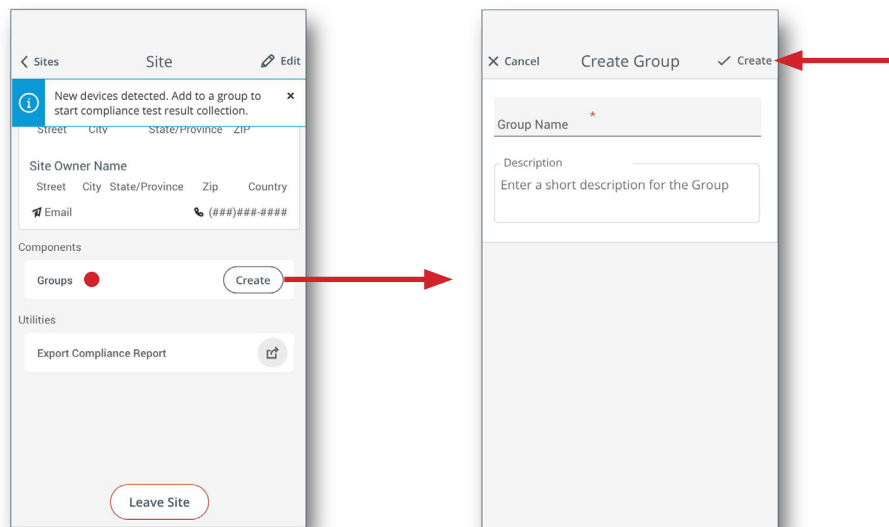 Sites
Site
Edit
New devices detected. Add to a group to
start compliance test result collection.
Street City State/Province ZIP
Site Owner Name
Street City State/Province Zip Country
Email (###)###-####
Components
Groups Create
Utilities
Export Compliance Report
Leave Site
Cancel
Create Group
Create
Group Name *
Description
Enter a short description for the Group